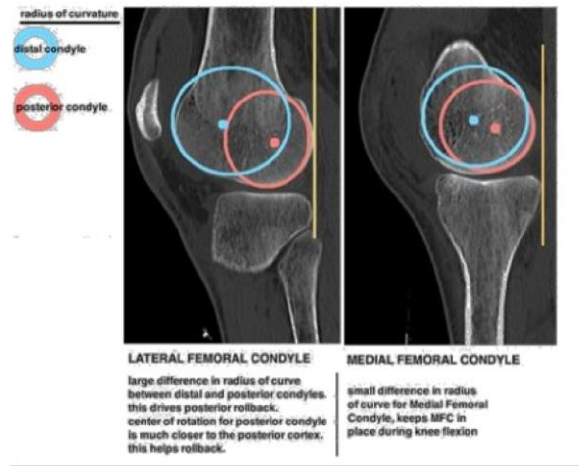 radius of curvature
distal condyle
posterior condyle
LATERAL FEMORAL CONDYLE
large difference in radius of curve
between distal and posterior condyles.
this drives posterior rollback.
center of rotation for posterior condyle
is much closer to the posterior cortex.
this helps rollback.
MEDIAL FEMORAL CONDYLE
small difference in radius
of curve for Medial Femoral
Condyle, keeps MFC in
place during knee flexion